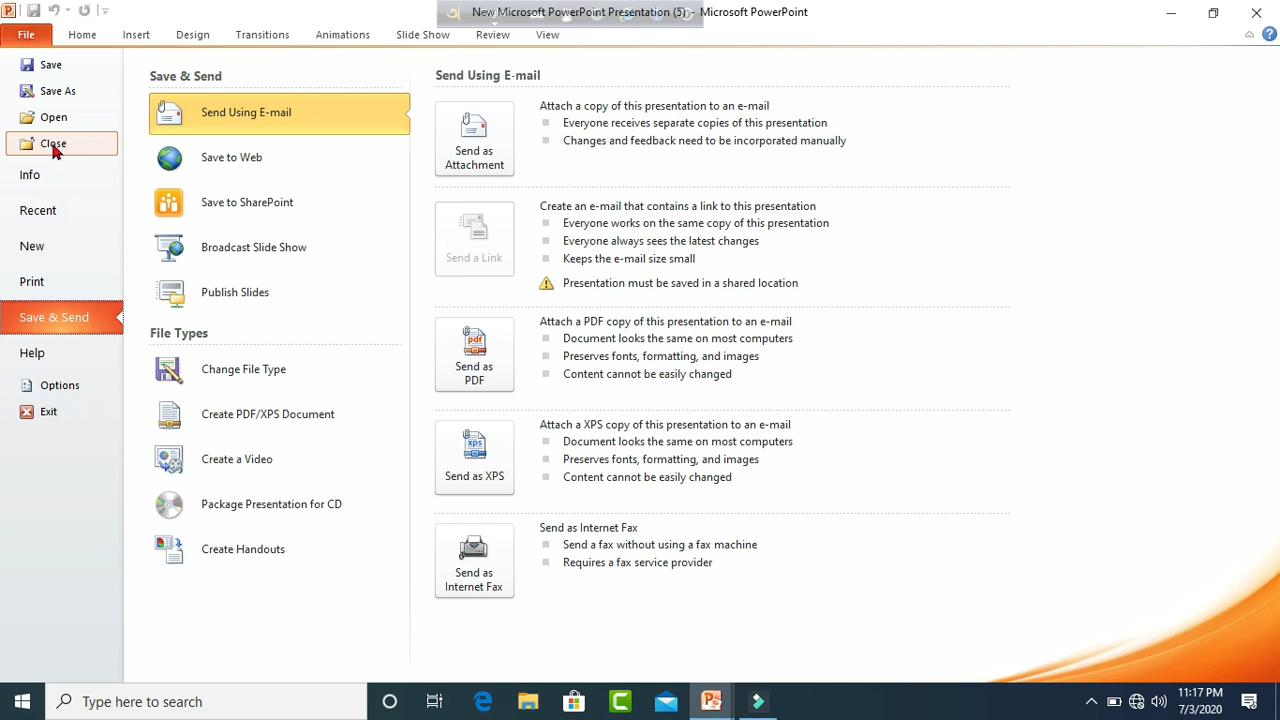 New Microsoft PowerPoint Presentation (5) - Microsoft PowerPoint
File Home Insert Design Transitions Animations Slide Show Review View
Save
Save As
Open
Close
Info
Recent
New
Print
Save & Send
Help
Options
Exit
Save & Send
Send Using E-mail
Save to Web
Save to SharePoint
Broadcast Slide Show
Publish Slides
File Types
Change File Type
Create PDF/XPS Document
Create a Video
Package Presentation for CD
Create Handouts
Send Using E-mail
Send as
Attachment
Attach a copy of this presentation to an e-mail
Everyone receives separate copies of this presentation
Changes and feedback need to be incorporated manually
Send a Link
Create an e-mail that contains a link to this presentation
Everyone works on the same copy of this presentation
Everyone always sees the latest changes
Keeps the e-mail size small
Presentation must be saved in a shared location
pdf
Send as
PDF
Attach a PDF copy of this presentation to an e-mail
Document looks the same on most computers
Preserves fonts, formatting, and images
Content cannot be easily changed
xps
Send as XPS
Attach a XPS copy of this presentation to an e-mail
Document looks the same on most computers
Preserves fonts, formatting, and images
Content cannot be easily changed
Send as
Internet Fax
Send as Internet Fax
Send a fax without using a fax machine
Requires a fax service provider
Type here to search
11:17 PM
7/3/2020